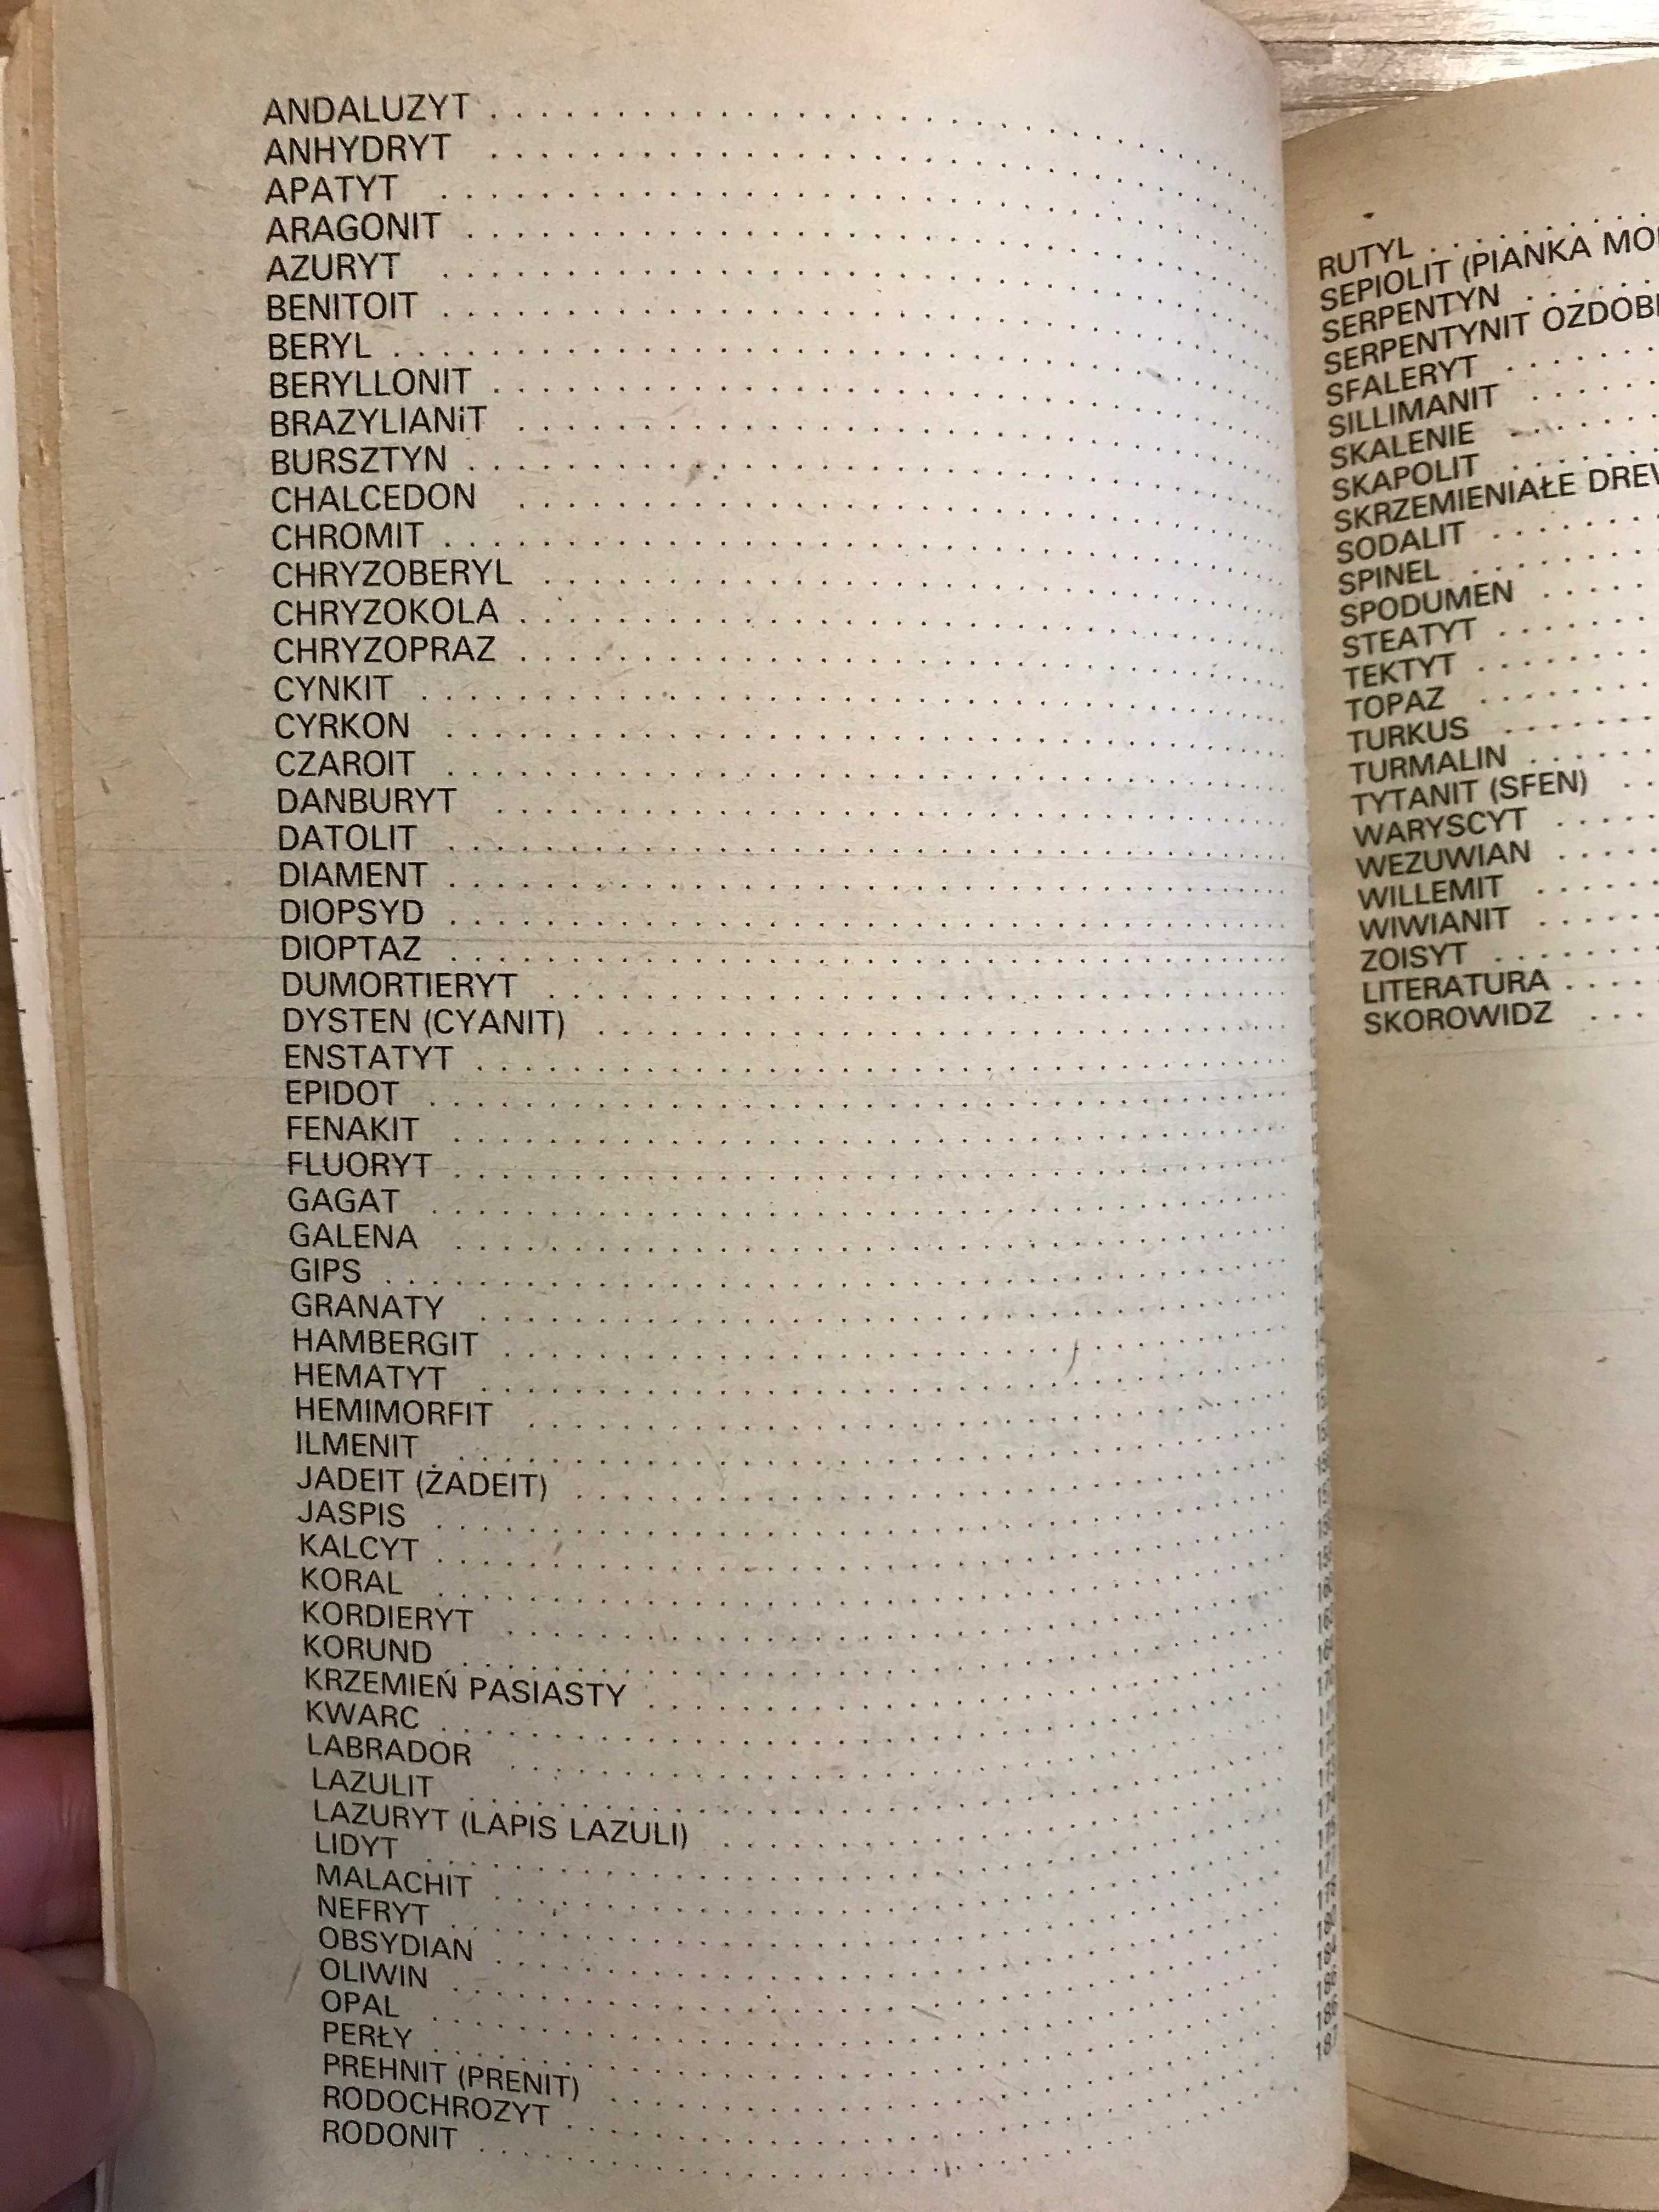 ANDALUZYT
ANHYDRYT
APATYT
ARAGONIT
AZURYT
BENITOIT
BERYL
BERYLLONIT
BRAZYLIANiT
BURSZTYN
CHALCEDON
CHROMIT
CHRYZOBERYL
CHRYZOKOLA
CHRYZOPRAZ
CYNKIT
CYRKON
CZAROIT
DANBURYT
DATOLIT
DIAMENT
DIOPSYD
DIOPTAZ
DUMORTIERYT
DYSTEN (CYANIT)
ENSTATYT
EPIDOT
FENAKIT
FLUORYT
GAGAT
GALENA
GIPS
GRANATY
HAMBERGIT
HEMATYT
HEMIMORFIT
ILMENIT
JADEIT (ŻADEIT)
JASPIS
KALCYT
KORAL
KORDIERYT
KORUND
KRZEMIEŃ PASIASTY
KWARC
LABRADOR
LAZULIT
LAZURYT (LAPIS LAZULI)
LIDYT
MALACHIT
NEFRYT
OBSYDIAN
OLIWIN
OPAL
PERŁY
PREHNIT (PRENIT)
RODOCHROZYT
RODONIT
RUTYL
SEPIOLIT (PIANKA
SERPENTYN
SERPENTYNIT
SFALERYT
SILLIMANIT
SKALENIE
SKAPOLIT
SKRZEMIENIAŁE
SODALIT
SPINEL
SPODUMEN
STEATYT
TEKTYT
TOPAZ
TURKUS
TURMALIN
TYTANIT (SFEN)
WARYSCYT
WEZUWIAN
WILLEMIT
WIWIANIT
ZOISYT
LITERATURA
SKOROWIDZ